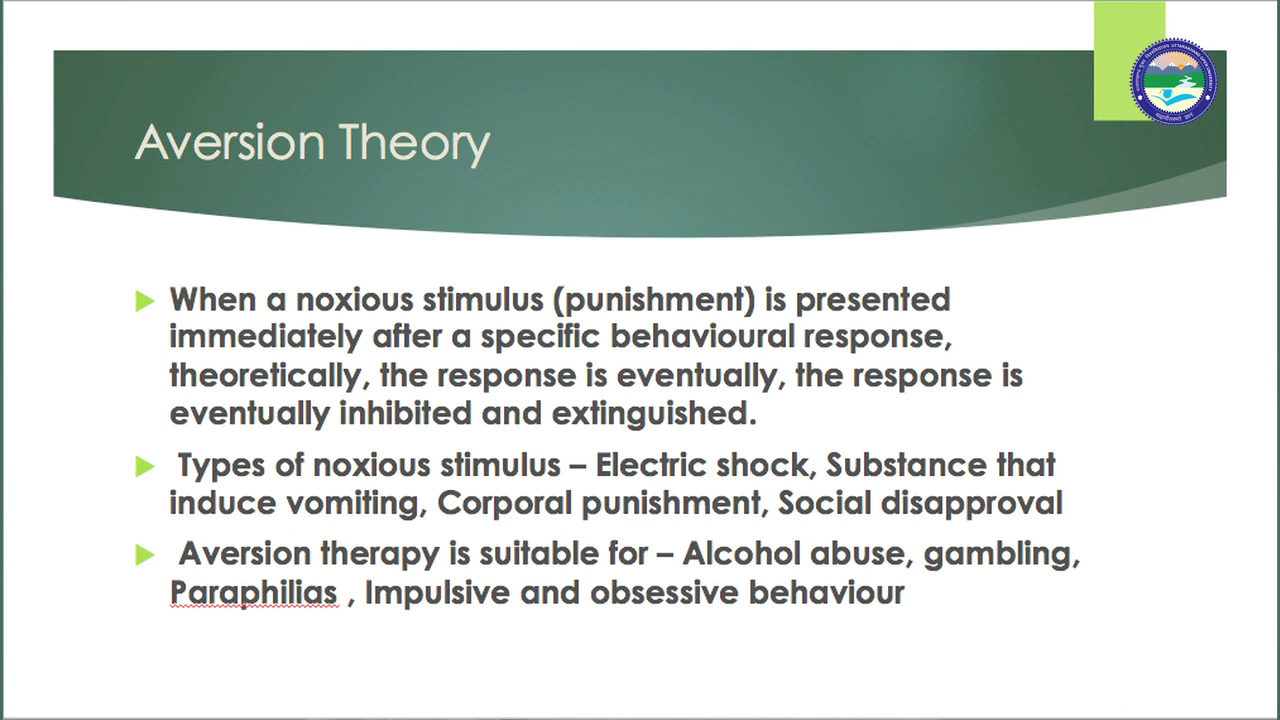 Aversion Theory
When a noxious stimulus (punishment) is presented
immediately after a specific behavioural response,
theoretically, the response is eventually, the response is
eventually inhibited and extinguished.
Types of noxious stimulus – Electric shock, Substance that
induce vomiting, Corporal punishment, Social disapproval
Aversion therapy is suitable for – Alcohol abuse, gambling,
Paraphilias , Impulsive and obsessive behaviour